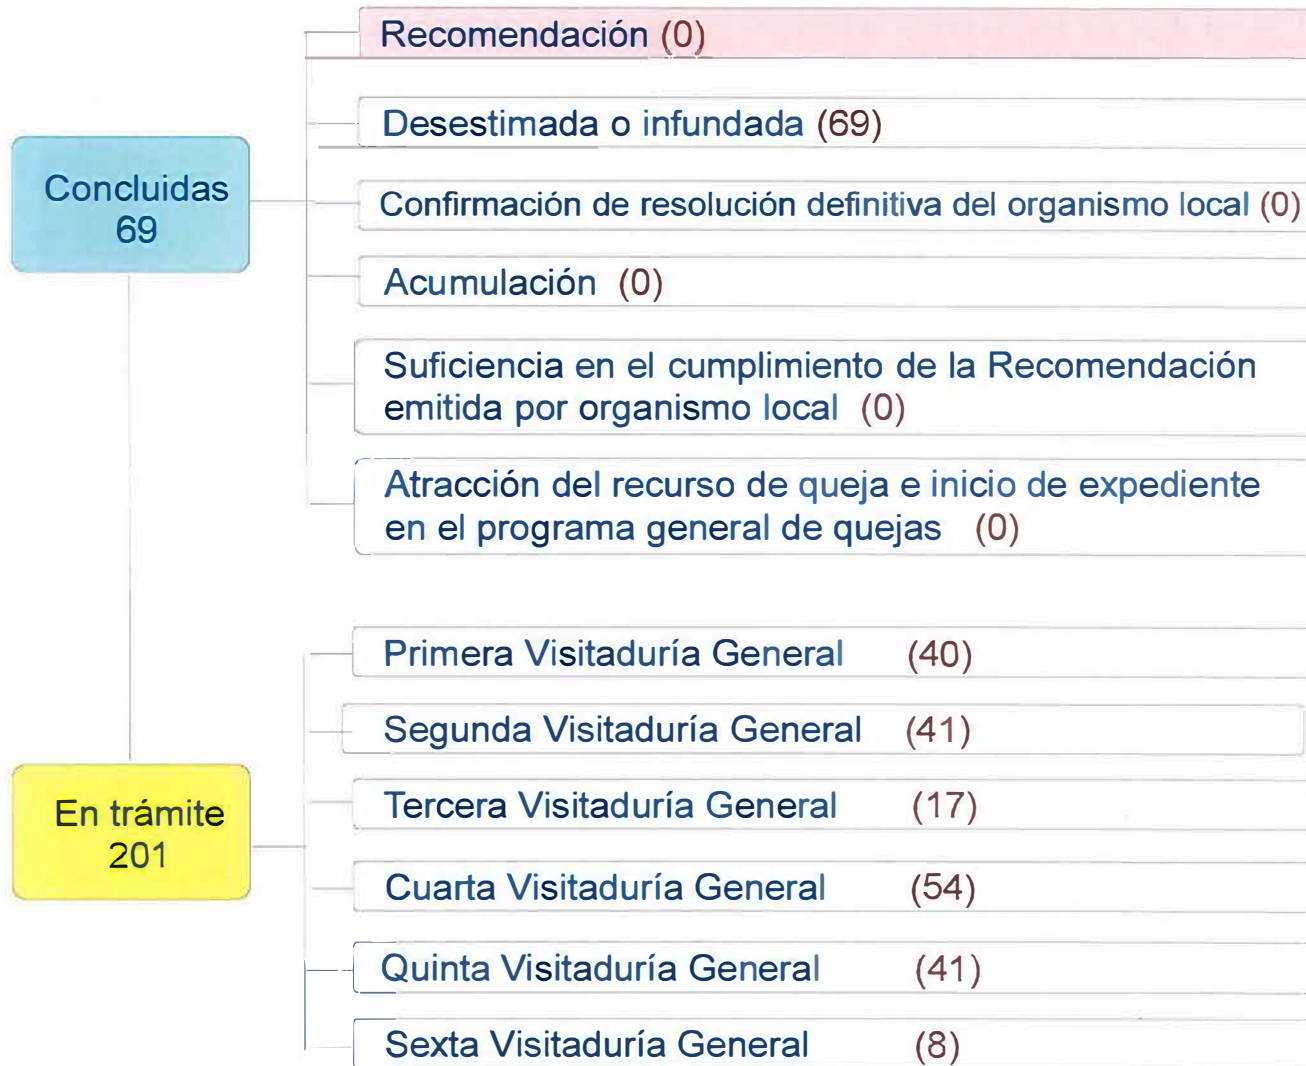 Recomendación (0)
Desestimada o infundada (69)
Concluidas
69
Confirmación de resolución definitiva del organismo local (0)
Acumulación (0)
Suficiencia en el cumplimiento de la Recomendación
emitida por organismo local (0)
Atracción del recurso de queja e inicio de expediente
en el programa general de quejas (0)
Primera Visitaduría General (40)
Segunda Visitaduría General (41)
En trámite
201
Tercera Visitaduría General (17)
Cuarta Visitaduría General (54)
Quinta Visitaduría General (41)
Sexta Visitaduría General (8)